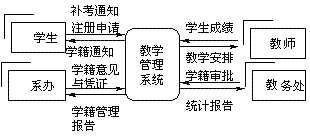 补考通知
注册申请
学生
学籍通知
系办
学籍意见
与凭证
学籍管理
报告
教学
管理
系统
学生成绩
教师
教学安排
学籍审批
教务处
统计报告